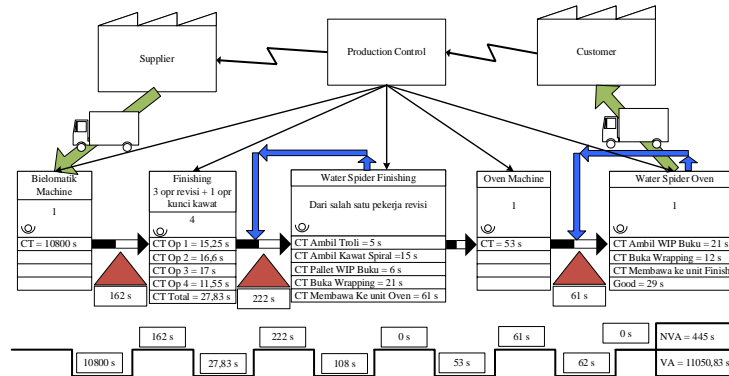 Supplier
Production Control
Customer
Bielomatik
Machine
1
CT = 10800 s
Finishing
3 opr revisi + 1 opr
kunci kawat
4
CT Op 1 = 15,25 s
CT Op 2 = 16,6 s
CT Op 3 = 17 s
CT Op 4 = 11,55 s
CT Total = 27,83 s
Water Spider Finishing
Dari salah satu pekerja revisi
CT Ambil Troli = 5 s
CT Ambil Kawat Spiral =15 s
CT Pallet WIP Buku = 6 s
CT Buka Wrapping = 21 s
CT Membawa Ke unit Oven = 61 s
Oven Machine
1
CT = 53 s
Water Spider Oven
1
CT Ambil WIP Buku = 21 s
CT Buka Wrapping = 12 s
CT Membawa ke unit Finish
Good = 29 s
162 s
222 s
61 s
162 s
222 s
0 s
61 s
0 s
NVA = 445 s
10800 s
27,83 s
108 s
53 s
62 s
VA = 11050,83 s